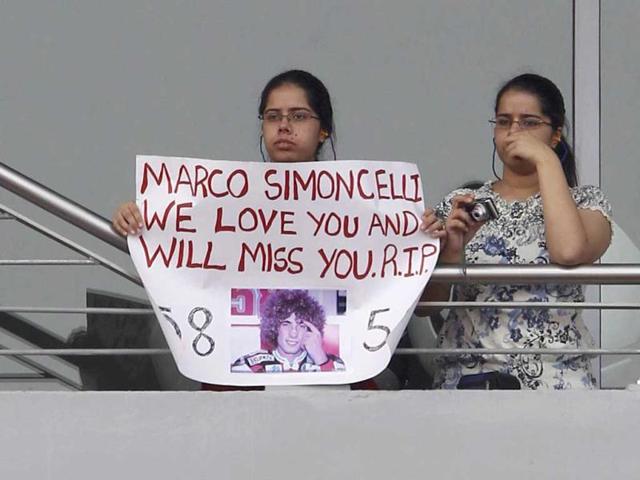 MARCO SIMONCELLI
WE LOVE YOU AND
WILL MISS YOU. R.I.P
58 5